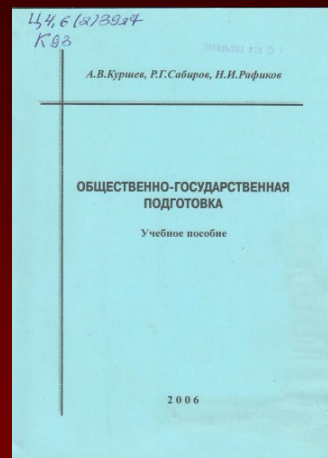 Ц4,6(2)39я7
К93
А.В.Куршев, Р.Г.Сабиров, Н.И.Рафиков
ОБЩЕСТВЕННО-ГОСУДАРСТВЕННАЯ
ПОДГОТОВКА
Учебное пособие
2006